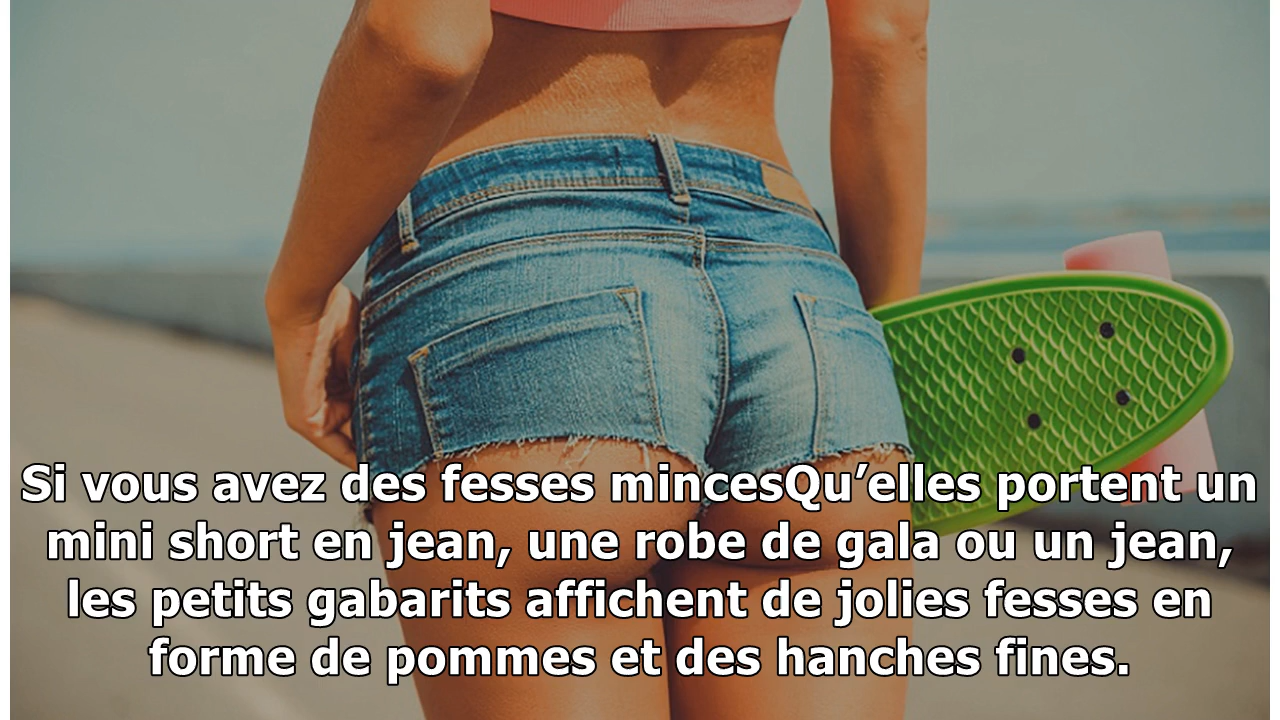 Si vous avez des fesses mincesQu’elles portent un
mini short en jean, une robe de gala ou un jean,
les petits gabarits affichent de jolies fesses en
forme de pommes et des hanches fines.